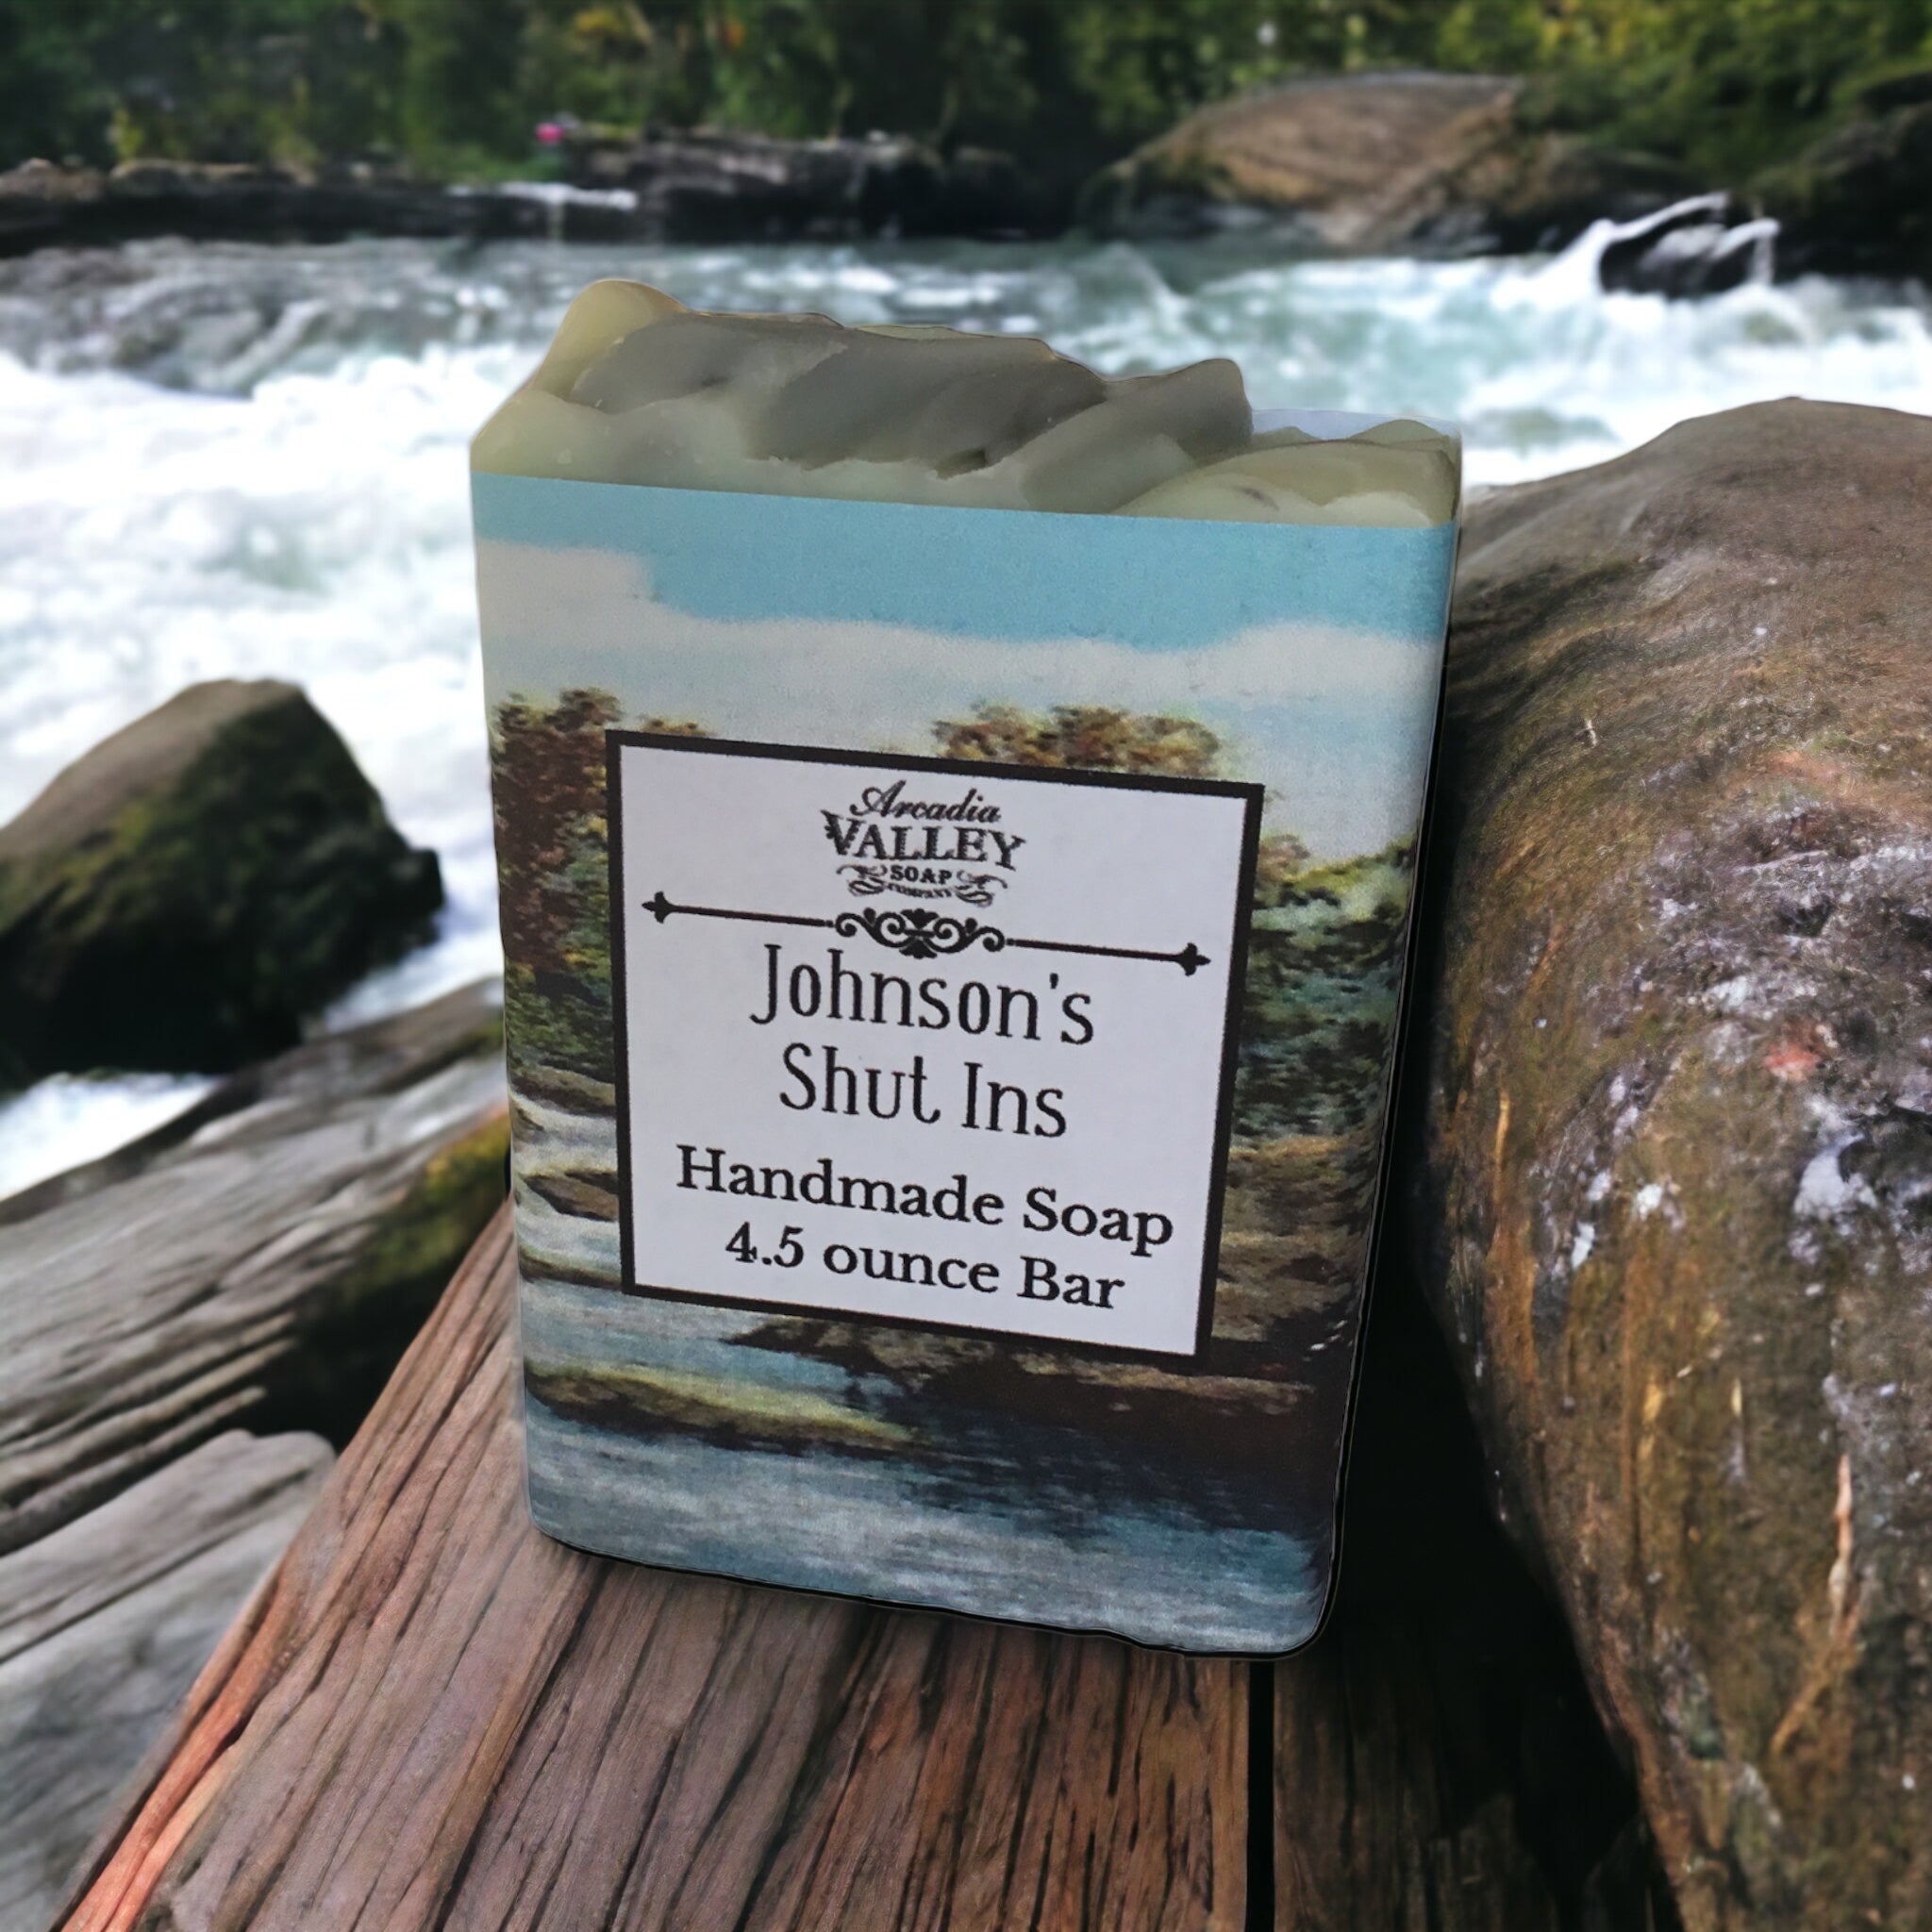 Arcadia
VALLEY
SOAP
COMPANY
Johnson's
Shut Ins
Handmade Soap
4.5 ounce Bar